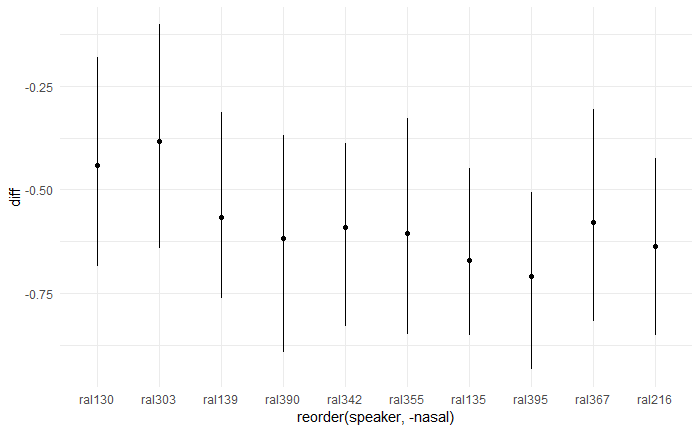 diff
-0.25
-0.50
-0.75
ral130 ral303 ral139 ral390 ral342 ral355 ral135 ral395 ral367 ral216
reorder(speaker, -nasal)